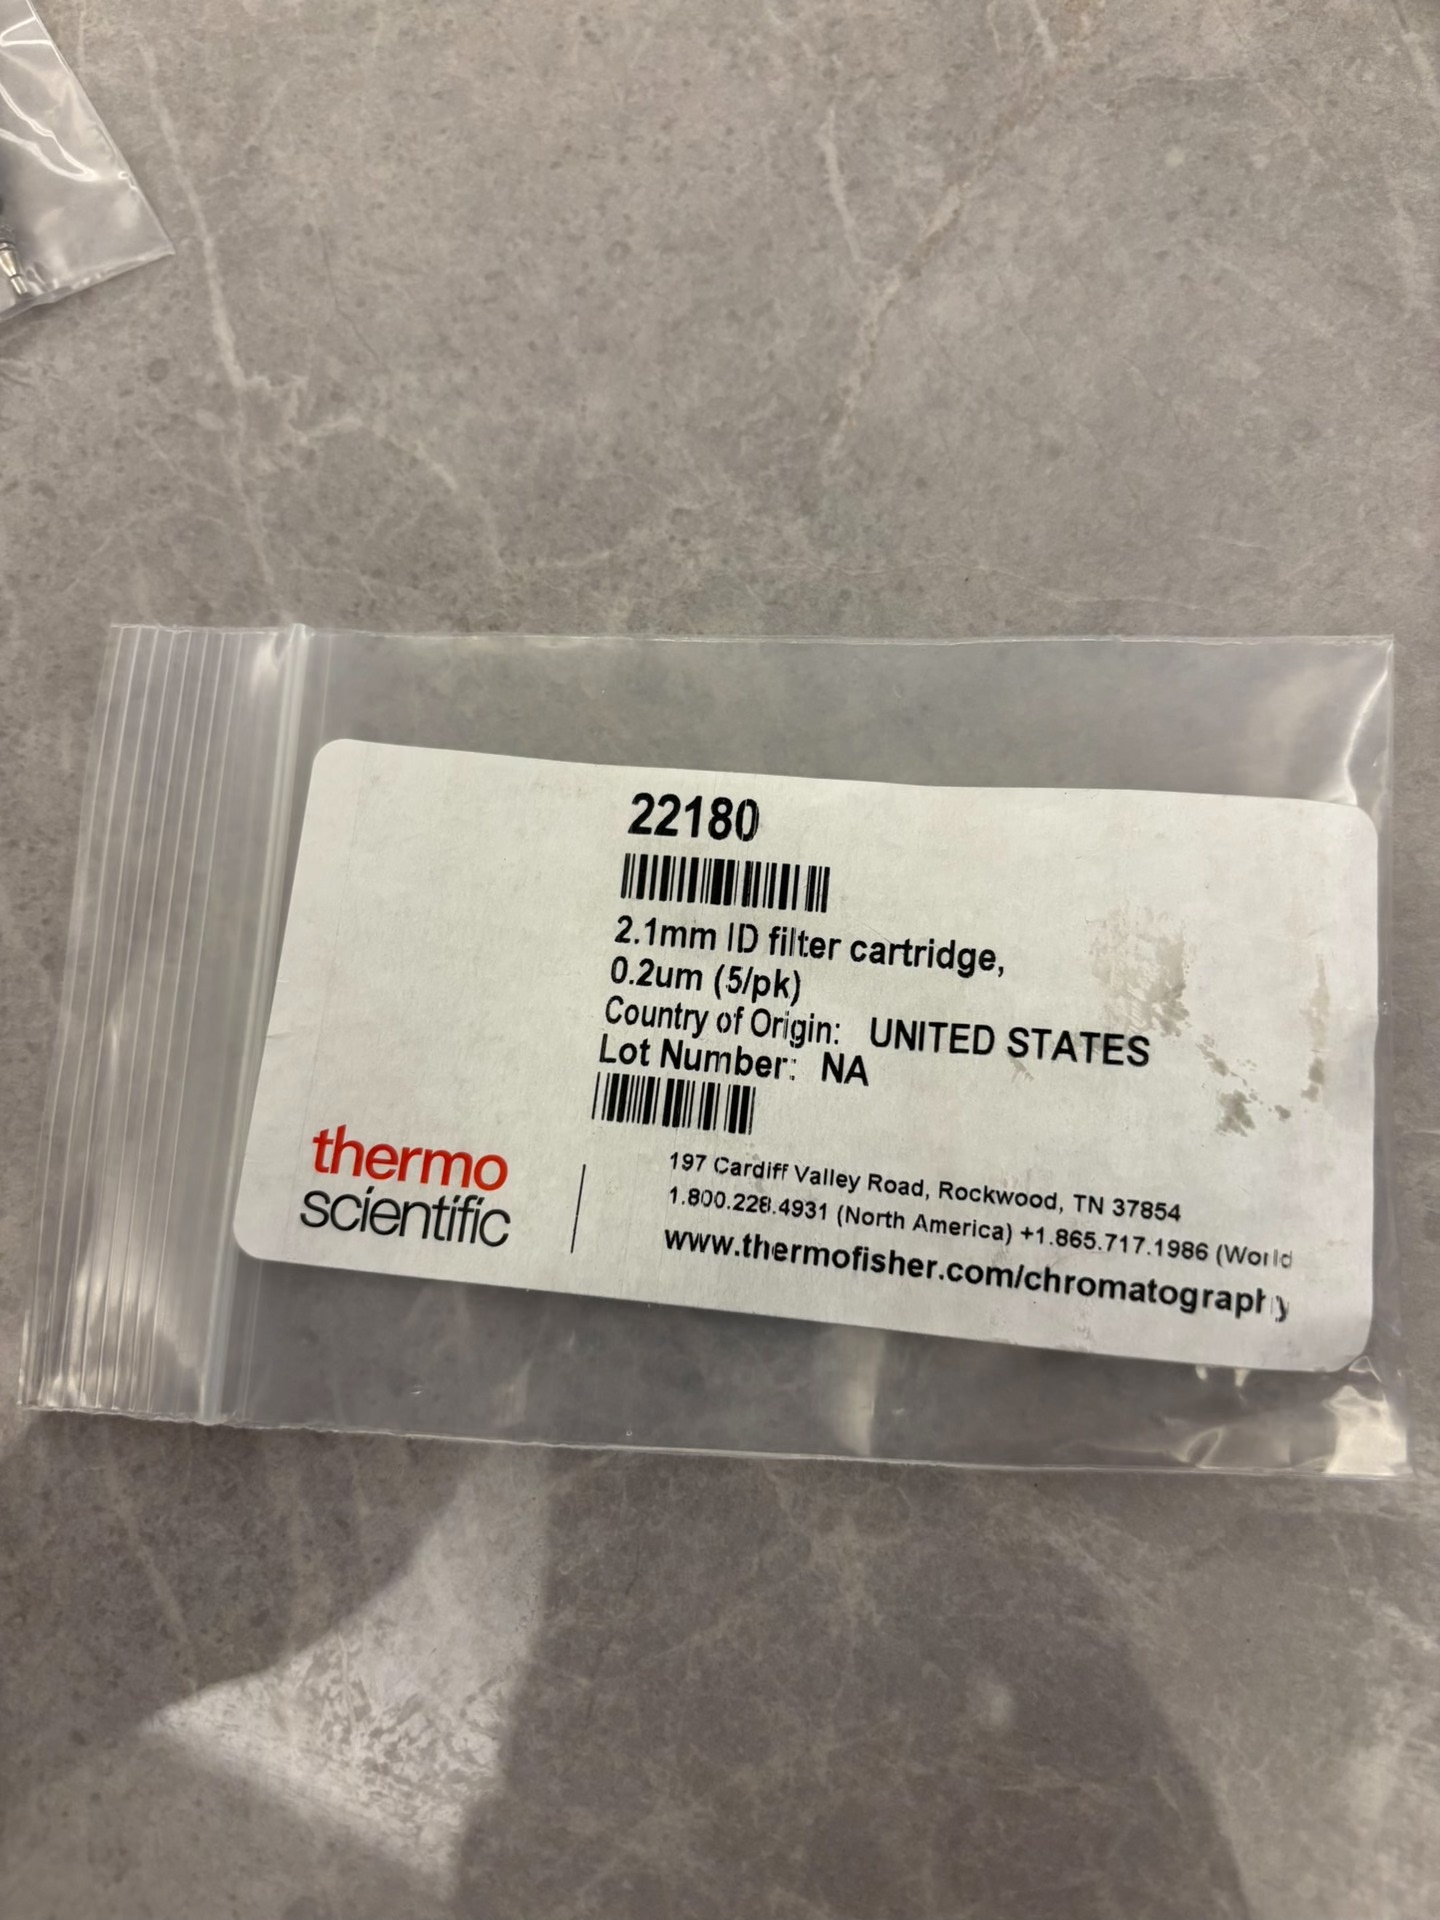 22180
2.1mm ID filter cartridge,
0.2um (5/pk)
Country of Origin: UNITED STATES
Lot Number: NA
thermo
scientific
197 Cardiff Valley Road, Rockwood, TN 37854
1.800.228.4931 (North America) +1.865.717.1986 (World
www.thermofisher.com/chromatography